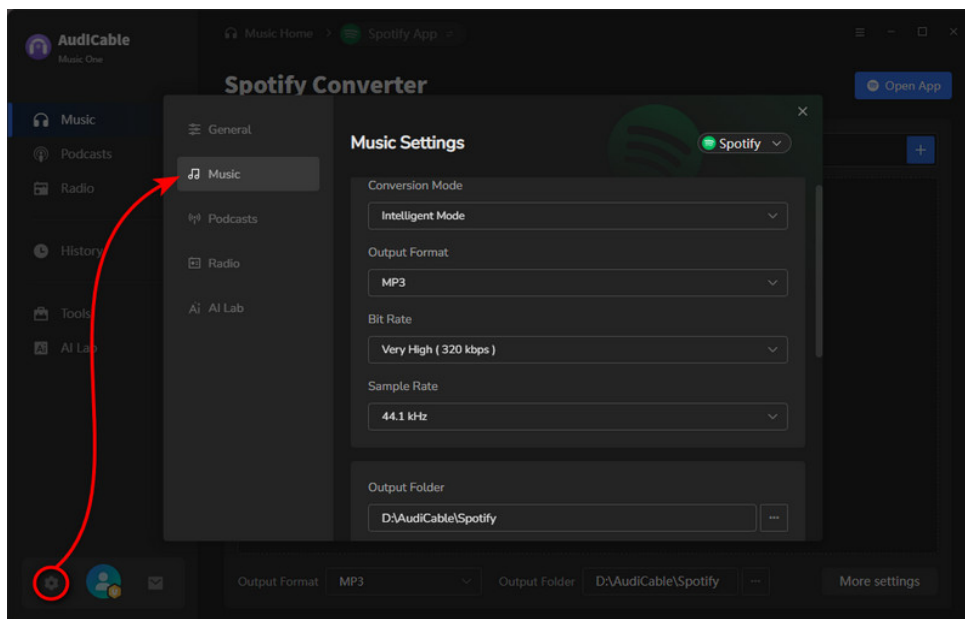 AudiCable
Music One
Music Home > Spotify App
Spotify Converter
Open App
Music
Podcasts
Radio
History
Tools
AI Lab
General
Music
Podcasts
Radio
AI Lab
Music Settings
Spotify
Conversion Mode
Intelligent Mode
Output Format
MP3
Bit Rate
Very High ( 320 kbps )
Sample Rate
44.1 kHz
Output Folder
D:\AudiCable\Spotify
...
Output Format MP3 Output Folder D:\AudiCable\Spotify ... More settings